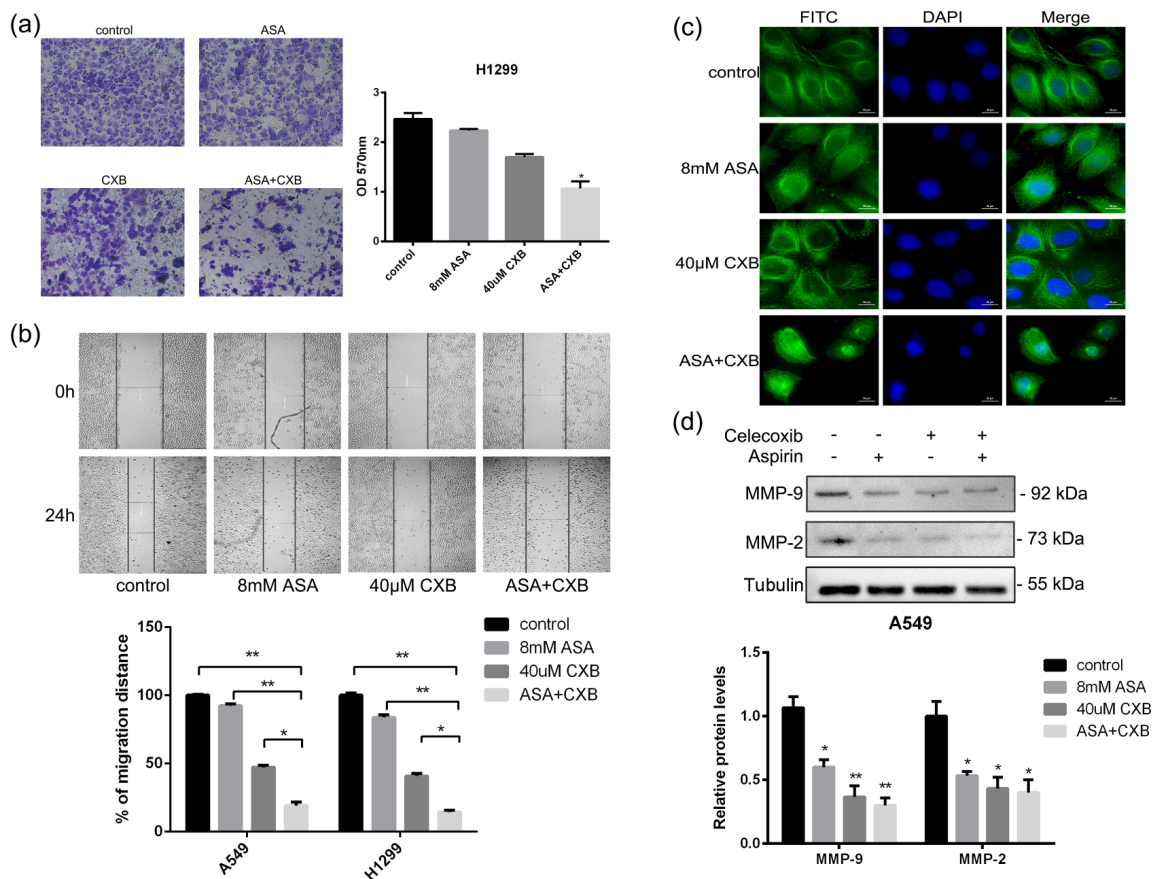 (a)
control
ASA
CXB
ASA+CXB
H1299
OD 570nm
3
2
1
0
*
control
8mM ASA
40uM CXB
ASA+CXB
(b)
0h
24h
control
8mM ASA
40μM CXB
ASA+CXB
% of migration distance
150
100
50
0
**
**
*
**
**
*
A549
H1299
control
8mM ASA
40uM CXB
ASA+CXB
(c)
FITC
DAPI
Merge
control
8mM ASA
40μM CXB
ASA+CXB
(d)
Celecoxib - - + +
Aspirin - + - +
MMP-9 - 92 kDa
MMP-2 - 73 kDa
Tubulin - 55 kDa
A549
Relative protein levels
1.5
1.0
0.5
0.0
*
**
**
*
*
*
MMP-9
MMP-2
control
8mM ASA
40uM CXB
ASA+CXB